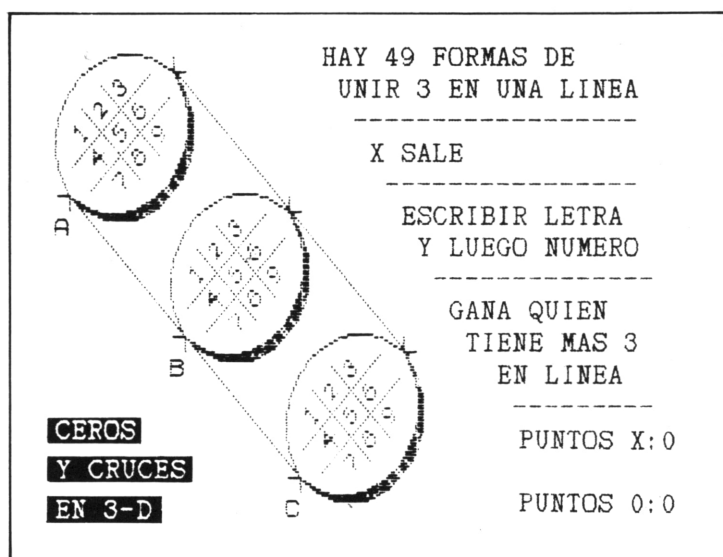 HAY 49 FORMAS DE
UNIR 3 EN UNA LINEA
X SALE
ESCRIBIR LETRA
Y LUEGO NUMERO
GANA QUIEN
TIENE MAS 3
EN LINEA
PUNTOS X:0
PUNTOS 0:0
A
B
C
CEROS
Y CRUCES
EN 3-D